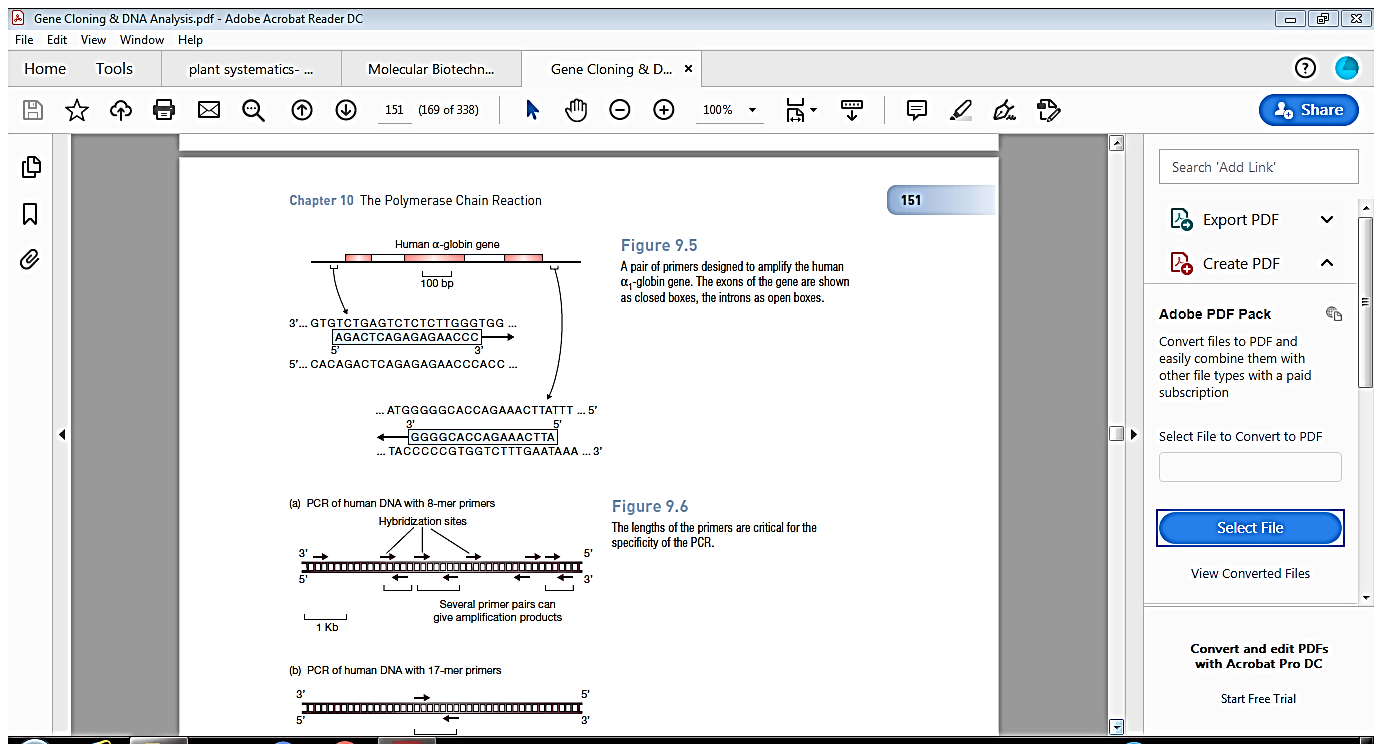 Gene Cloning & DNA Analysis.pdf - Adobe Acrobat Reader DC
File Edit View Window Help
Home Tools plant systematics- ... Molecular Biotechn... Gene Cloning & D... ×
151 (169 of 338) 100% Share
Search 'Add Link'
Export PDF
Create PDF
Adobe PDF Pack
Convert files to PDF and
easily combine them with
other file types with a paid
subscription
Select File to Convert to PDF
Select File
View Converted Files
Convert and edit PDFs
with Acrobat Pro DC
Start Free Trial
Chapter 10 The Polymerase Chain Reaction
151
Human α-globin gene
100 bp
3’... GTGTCTGAGTCTCTCTTGGGTGG ...
AGACTCAGAGAGAACCC
5’ 3’
5’... CACAGACTCAGAGAGAACCCACC ...
... ATGGGGGCACCAGAAACTTATTT ... 5’
3’ 5’
GGGGCACCAGAAACTTA
... TACCCCCGTGGTCTTTGAATAAA ... 3’
Figure 9.5
A pair of primers designed to amplify the human
α1-globin gene. The exons of the gene are shown
as closed boxes, the introns as open boxes.
(a) PCR of human DNA with 8-mer primers
Hybridization sites
3’ 5’
5’ 3’
Several primer pairs can
give amplification products
1 Kb
Figure 9.6
The lengths of the primers are critical for the
specificity of the PCR.
(b) PCR of human DNA with 17-mer primers
3’ 5’
5’ 3’